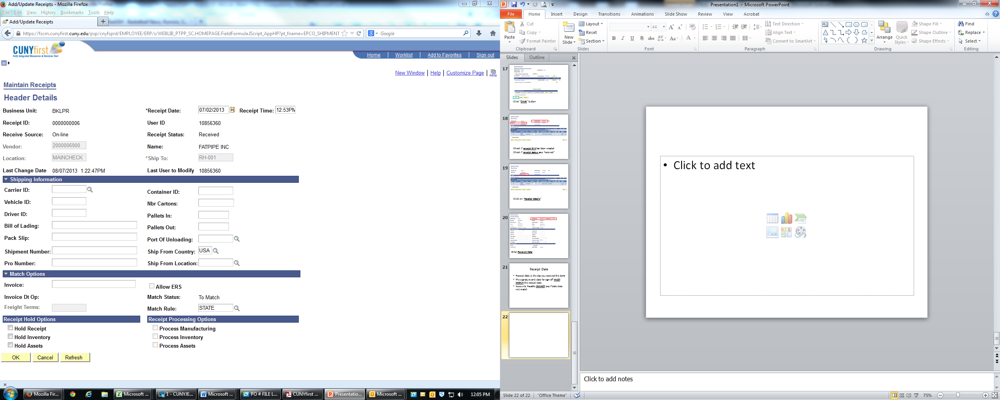 Add/Update Receipts - Mozilla Firefox
File Edit View History Bookmarks Tools Help
Add/Update Receipts
https://fscm.cunyfirst.cuny.edu/psp/cnyfsprd/EMPLOYEE/ERP/s/WEBLIB_PTPP_SC.HOMEPAGE.FieldFormula.IScript_AppHP?pt_fname=EPCO_SHIPMENT
Google
CUNYfirst
Fully Integrated Resources & Services Tool
Home Worklist Add to Favorites Sign out
New Window | Help | Customize Page | http
Maintain Receipts
Header Details
Business Unit: BKLPR *Receipt Date: 07/02/2013 Receipt Time: 12:53PM
Receipt ID: 0000000006 User ID 10856360
Receive Source: On-line Receipt Status: Received
Vendor: 2000006900 Name: FATPIPE INC
Location: MAINCHECK *Ship To: RH-001
Last Change Date 08/07/2013 1:22:47PM Last User to Modify 10856360
Shipping Information
Carrier ID: Container ID:
Vehicle ID: Nbr Cartons:
Driver ID: Pallets In:
Bill of Lading: Pallets Out:
Pack Slip: Port Of Unloading:
Shipment Number: Ship From Country: USA
Pro Number: Ship From Location:
Match Options
Invoice: Allow ERS
Invoice Dt Op: Match Status: To Match
Freight Terms: Match Rule: STATE
Receipt Hold Options Receipt Processing Options
Hold Receipt Process Manufacturing
Hold Inventory Process Inventory
Hold Assets Process Assets
OK Cancel Refresh
Mozilla Fir... Microsoft ... 1 - CUNYJE... Microsoft ... PO # FILE L... CUNYfirst ... Presentatio... Microsoft ... 12:05 PM
Presentation1 - Microsoft PowerPoint
File Home Insert Design Transitions Animations Slide Show Review View Acrobat
Paste Cut Copy Format Painter
Clipboard
New Slide Layout Reset Section
Slides
44
B I U S abc AV Aa A
Font
Text Direction Align Text Convert to SmartArt
Paragraph
Arrange Quick Styles Shape Fill Shape Outline Shape Effects
Drawing
Find Replace Select
Editing
Slides Outline
17
Click "OKAY" button
18
Check if receipt ID # has been created
Check if receipt status says "received"
19
Click on "Header Details"
20
Enter Receipt Date
21
Receipt Date
• Receipt Date is the day you received the items
• The signature and date for sign-off MUST
MATCH the receipt date
• Accounts Payable CANNOT pay if date does
not match
22
• Click to add text
Click to add notes
Slide 22 of 22 "Office Theme" 75%